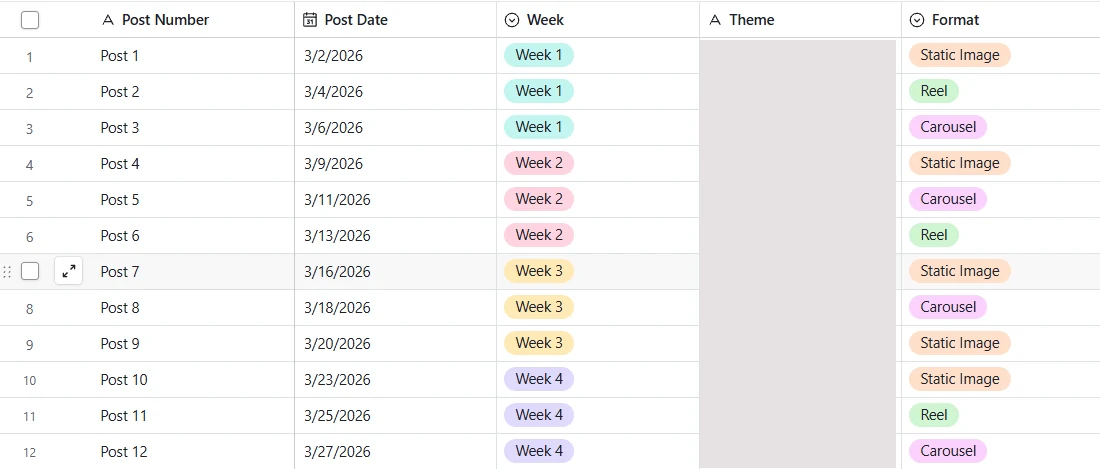 Post Number Post Date Week Theme Format
1 Post 1 3/2/2026 Week 1 Static Image
2 Post 2 3/4/2026 Week 1 Reel
3 Post 3 3/6/2026 Week 1 Carousel
4 Post 4 3/9/2026 Week 2 Static Image
5 Post 5 3/11/2026 Week 2 Carousel
6 Post 6 3/13/2026 Week 2 Reel
Post 7 3/16/2026 Week 3 Static Image
8 Post 8 3/18/2026 Week 3 Carousel
9 Post 9 3/20/2026 Week 3 Static Image
10 Post 10 3/23/2026 Week 4 Static Image
11 Post 11 3/25/2026 Week 4 Reel
12 Post 12 3/27/2026 Week 4 Carousel